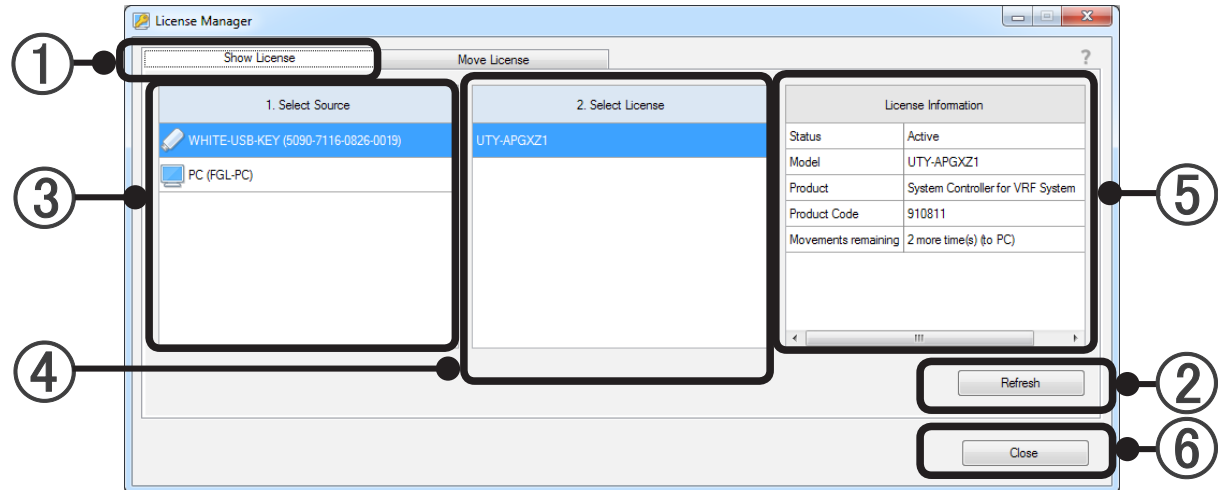 License Manager
① Show License Move License ?
1. Select Source 2. Select License License Information
WHITE-USB-KEY (5090-7116-0826-0019) UTY-APGXZ1 Status Active
PC (FGL-PC) Model UTY-APGXZ1
③ Product System Controller for VRF System ⑤
Product Code 910811
Movements remaining 2 more time(s) (to PC)
④ Refresh ②
Close ⑥